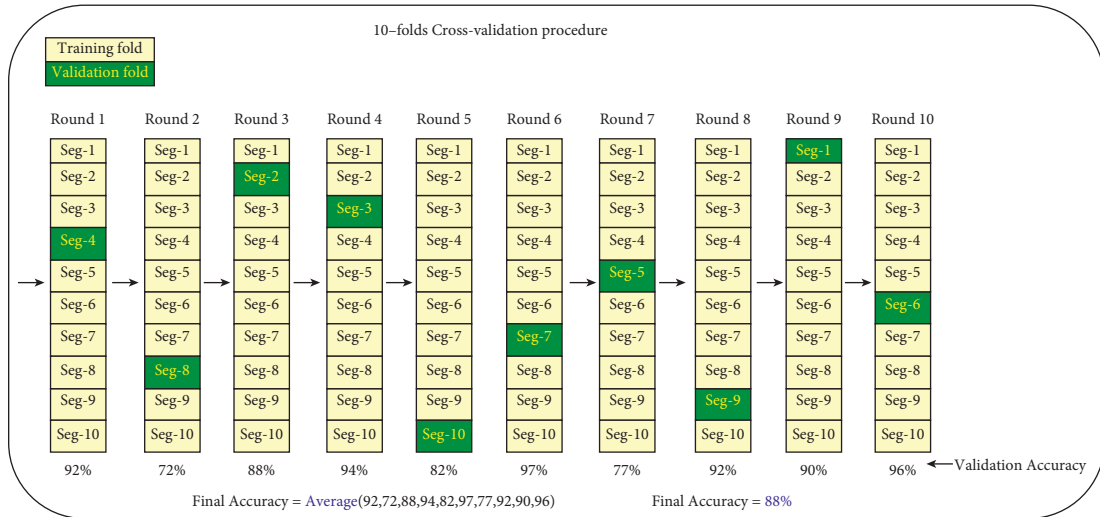 10–folds Cross-validation procedure
Training fold
Validation fold
Round 1 Round 2 Round 3 Round 4 Round 5 Round 6 Round 7 Round 8 Round 9 Round 10
Seg-1 Seg-1 Seg-1 Seg-1 Seg-1 Seg-1 Seg-1 Seg-1 Seg-1 Seg-1
Seg-2 Seg-2 Seg-2 Seg-2 Seg-2 Seg-2 Seg-2 Seg-2 Seg-2 Seg-2
Seg-3 Seg-3 Seg-3 Seg-3 Seg-3 Seg-3 Seg-3 Seg-3 Seg-3 Seg-3
Seg-4 Seg-4 Seg-4 Seg-4 Seg-4 Seg-4 Seg-4 Seg-4 Seg-4 Seg-4
Seg-5 Seg-5 Seg-5 Seg-5 Seg-5 Seg-5 Seg-5 Seg-5 Seg-5 Seg-5
Seg-6 Seg-6 Seg-6 Seg-6 Seg-6 Seg-6 Seg-6 Seg-6 Seg-6 Seg-6
Seg-7 Seg-7 Seg-7 Seg-7 Seg-7 Seg-7 Seg-7 Seg-7 Seg-7 Seg-7
Seg-8 Seg-8 Seg-8 Seg-8 Seg-8 Seg-8 Seg-8 Seg-8 Seg-8 Seg-8
Seg-9 Seg-9 Seg-9 Seg-9 Seg-9 Seg-9 Seg-9 Seg-9 Seg-9 Seg-9
Seg-10 Seg-10 Seg-10 Seg-10 Seg-10 Seg-10 Seg-10 Seg-10 Seg-10 Seg-10
92% 72% 88% 94% 82% 97% 77% 92% 90% 96% Validation Accuracy
Final Accuracy = Average(92,72,88,94,82,97,77,92,90,96) Final Accuracy = 88%